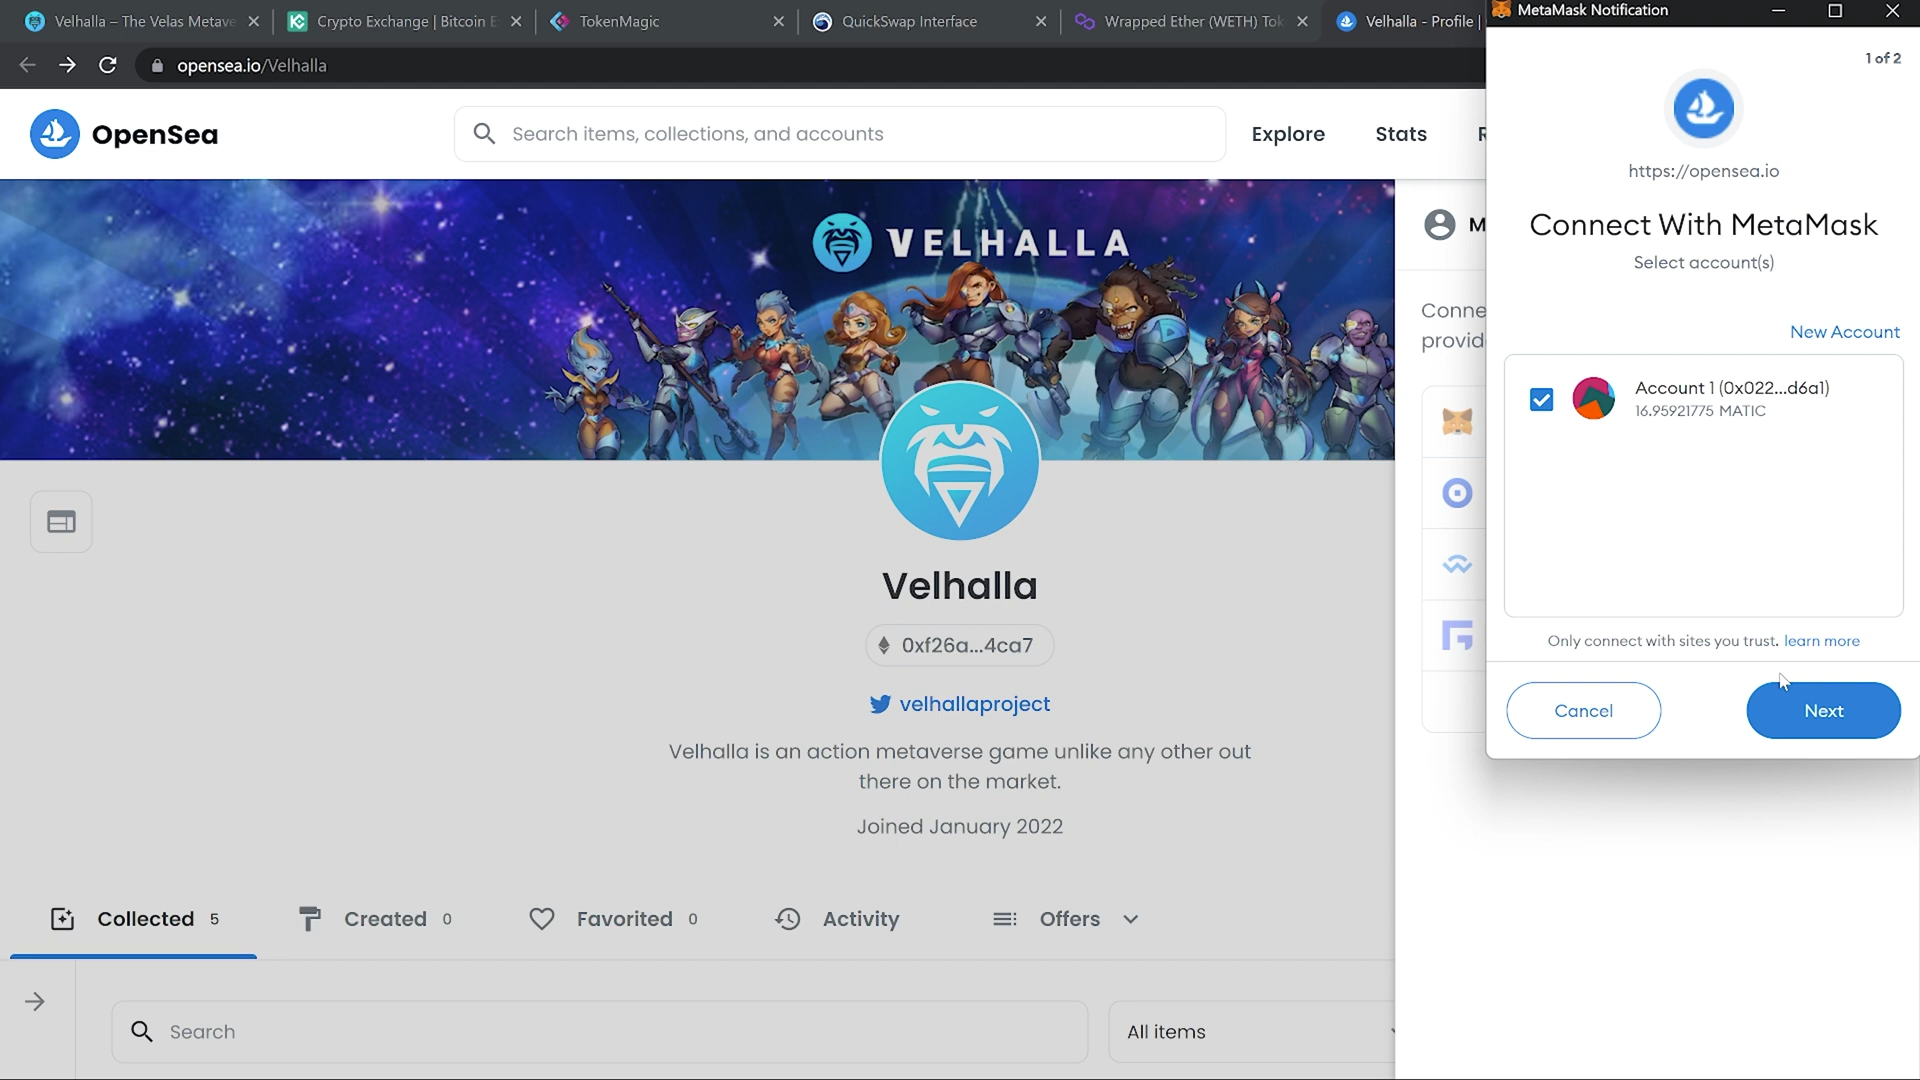 Velhalla – The Velas Metave
Crypto Exchange | Bitcoin E
TokenMagic
QuickSwap Interface
Wrapped Ether (WETH) Tok
Velhalla - Profile |
MetaMask Notification
opensea.io/Velhalla
1 of 2
OpenSea
Search items, collections, and accounts
Explore
Stats
https://opensea.io
Connect With MetaMask
Select account(s)
New Account
VELHALLA
M
Conne
provid
Account 1 (0x022...d6a1)
16.95921775 MATIC
Only connect with sites you trust. learn more
Cancel
Next
Velhalla
0xf26a...4ca7
velhallaproject
Velhalla is an action metaverse game unlike any other out
there on the market.
Joined January 2022
Collected 5
Created 0
Favorited 0
Activity
Offers
Search
All items